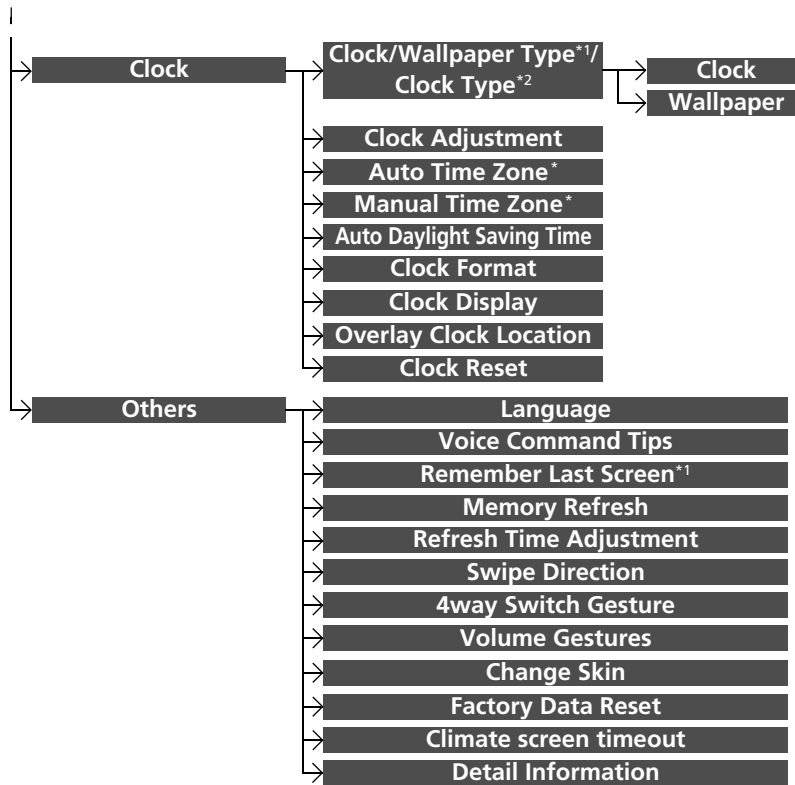 Clock
Clock/Wallpaper Type*1/
Clock Type*2
Clock
Wallpaper
Clock Adjustment
Auto Time Zone*
Manual Time Zone*
Auto Daylight Saving Time
Clock Format
Clock Display
Overlay Clock Location
Clock Reset
Others
Language
Voice Command Tips
Remember Last Screen*1
Memory Refresh
Refresh Time Adjustment
Swipe Direction
4way Switch Gesture
Volume Gestures
Change Skin
Factory Data Reset
Climate screen timeout
Detail Information